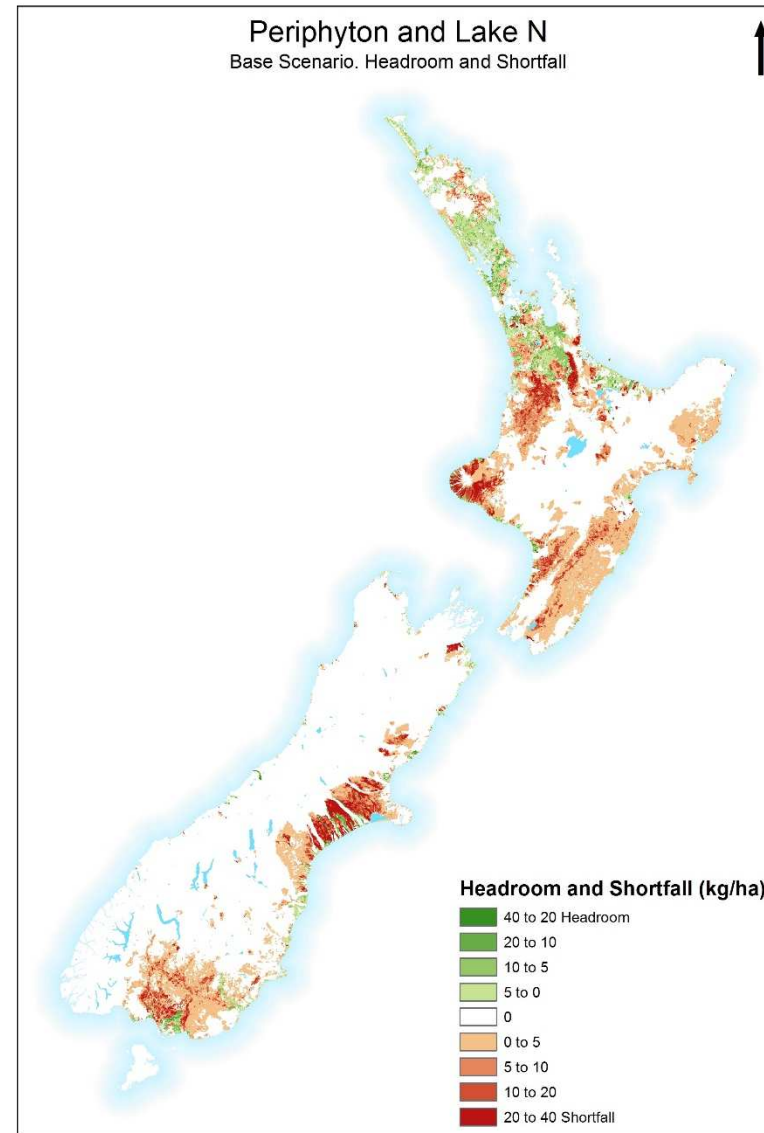 Periphyton and Lake N
Base Scenario. Headroom and Shortfall
Headroom and Shortfall (kg/ha)
40 to 20 Headroom
20 to 10
10 to 5
5 to 0
0
0 to 5
5 to 10
10 to 20
20 to 40 Shortfall